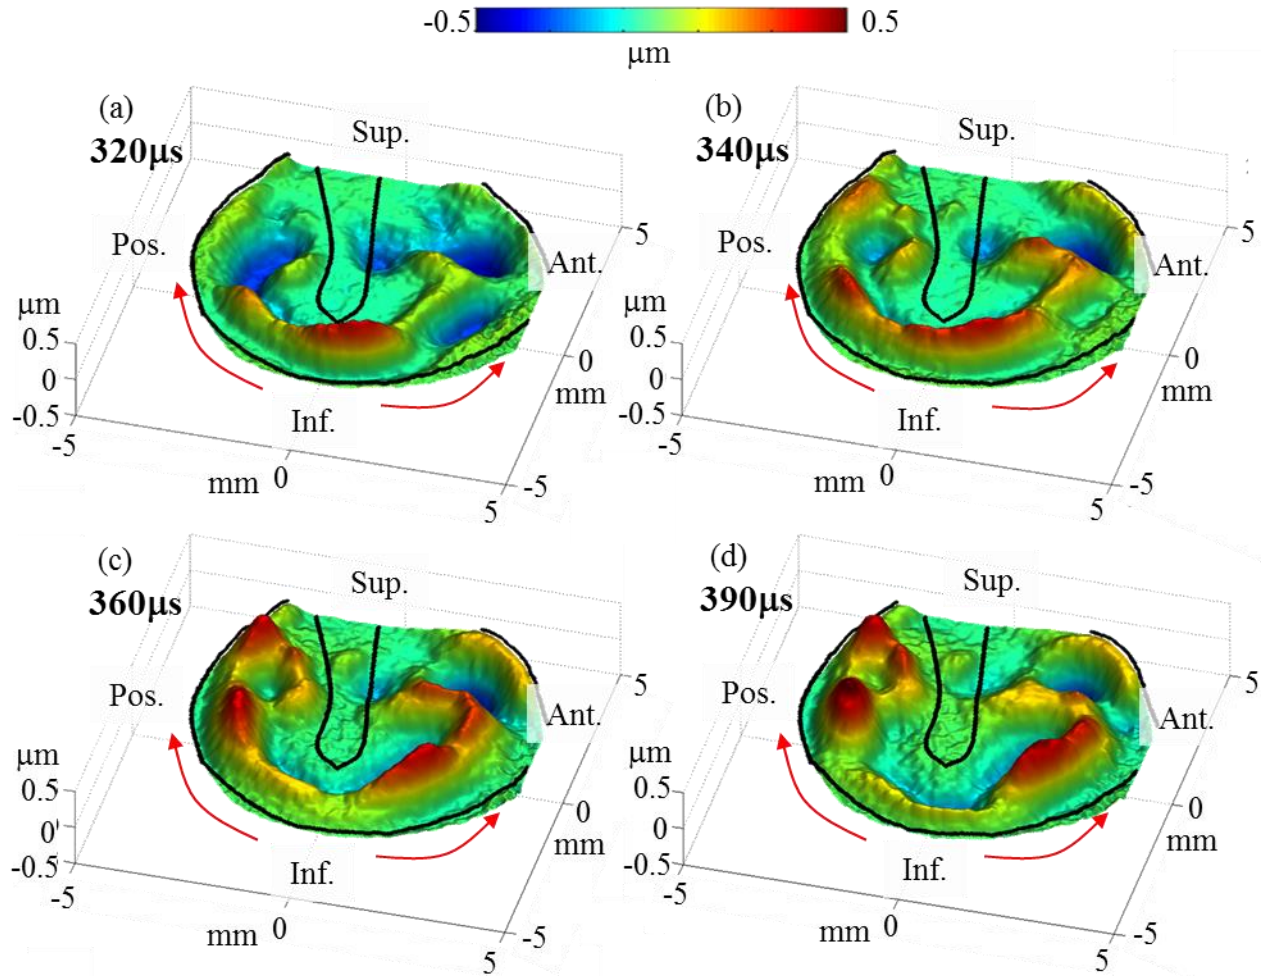 -0.5 0.5
μm
(a)
320μs
Sup.
Pos.
Ant.
Inf.
μm
0.5
0
-0.5
-5
mm 0
5
-5
0
mm
5
(b)
340μs
Sup.
Pos.
Ant.
Inf.
μm
0.5
0
-0.5
-5
mm 0
5
-5
0
mm
5
(c)
360μs
Sup.
Pos.
Ant.
Inf.
μm
0.5
0
-0.5
-5
mm 0
5
-5
0
mm
5
(d)
390μs
Sup.
Pos.
Ant.
Inf.
μm
0.5
0
-0.5
-5
mm 0
5
-5
0
mm
5